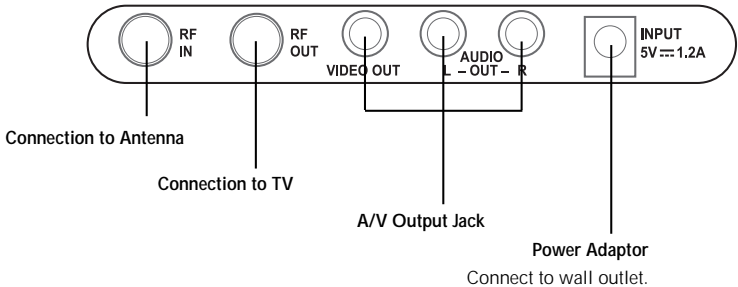 RF
IN
RF
OUT
VIDEO OUT
AUDIO
L – OUT – R
INPUT
5V ⎓ 1.2A
Connection to Antenna
Connection to TV
A/V Output Jack
Power Adaptor
Connect to wall outlet.